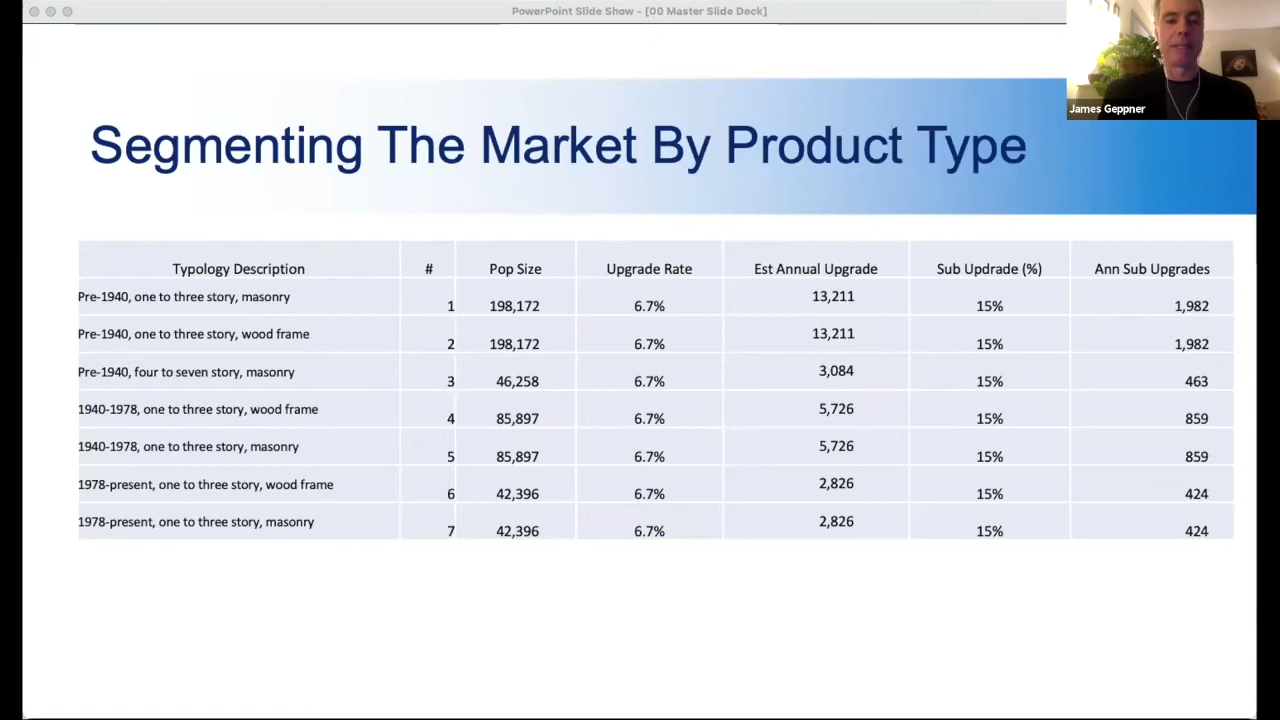 PowerPoint Slide Show - [00 Master Slide Deck]
James Geppner
Segmenting The Market By Product Type
Typology Description # Pop Size Upgrade Rate Est Annual Upgrade Sub Updrade (%) Ann Sub Upgrades
Pre-1940, one to three story, masonry 1 198,172 6.7% 13,211 15% 1,982
Pre-1940, one to three story, wood frame 2 198,172 6.7% 13,211 15% 1,982
Pre-1940, four to seven story, masonry 3 46,258 6.7% 3,084 15% 463
1940-1978, one to three story, wood frame 4 85,897 6.7% 5,726 15% 859
1940-1978, one to three story, masonry 5 85,897 6.7% 5,726 15% 859
1978-present, one to three story, wood frame 6 42,396 6.7% 2,826 15% 424
1978-present, one to three story, masonry 7 42,396 6.7% 2,826 15% 424